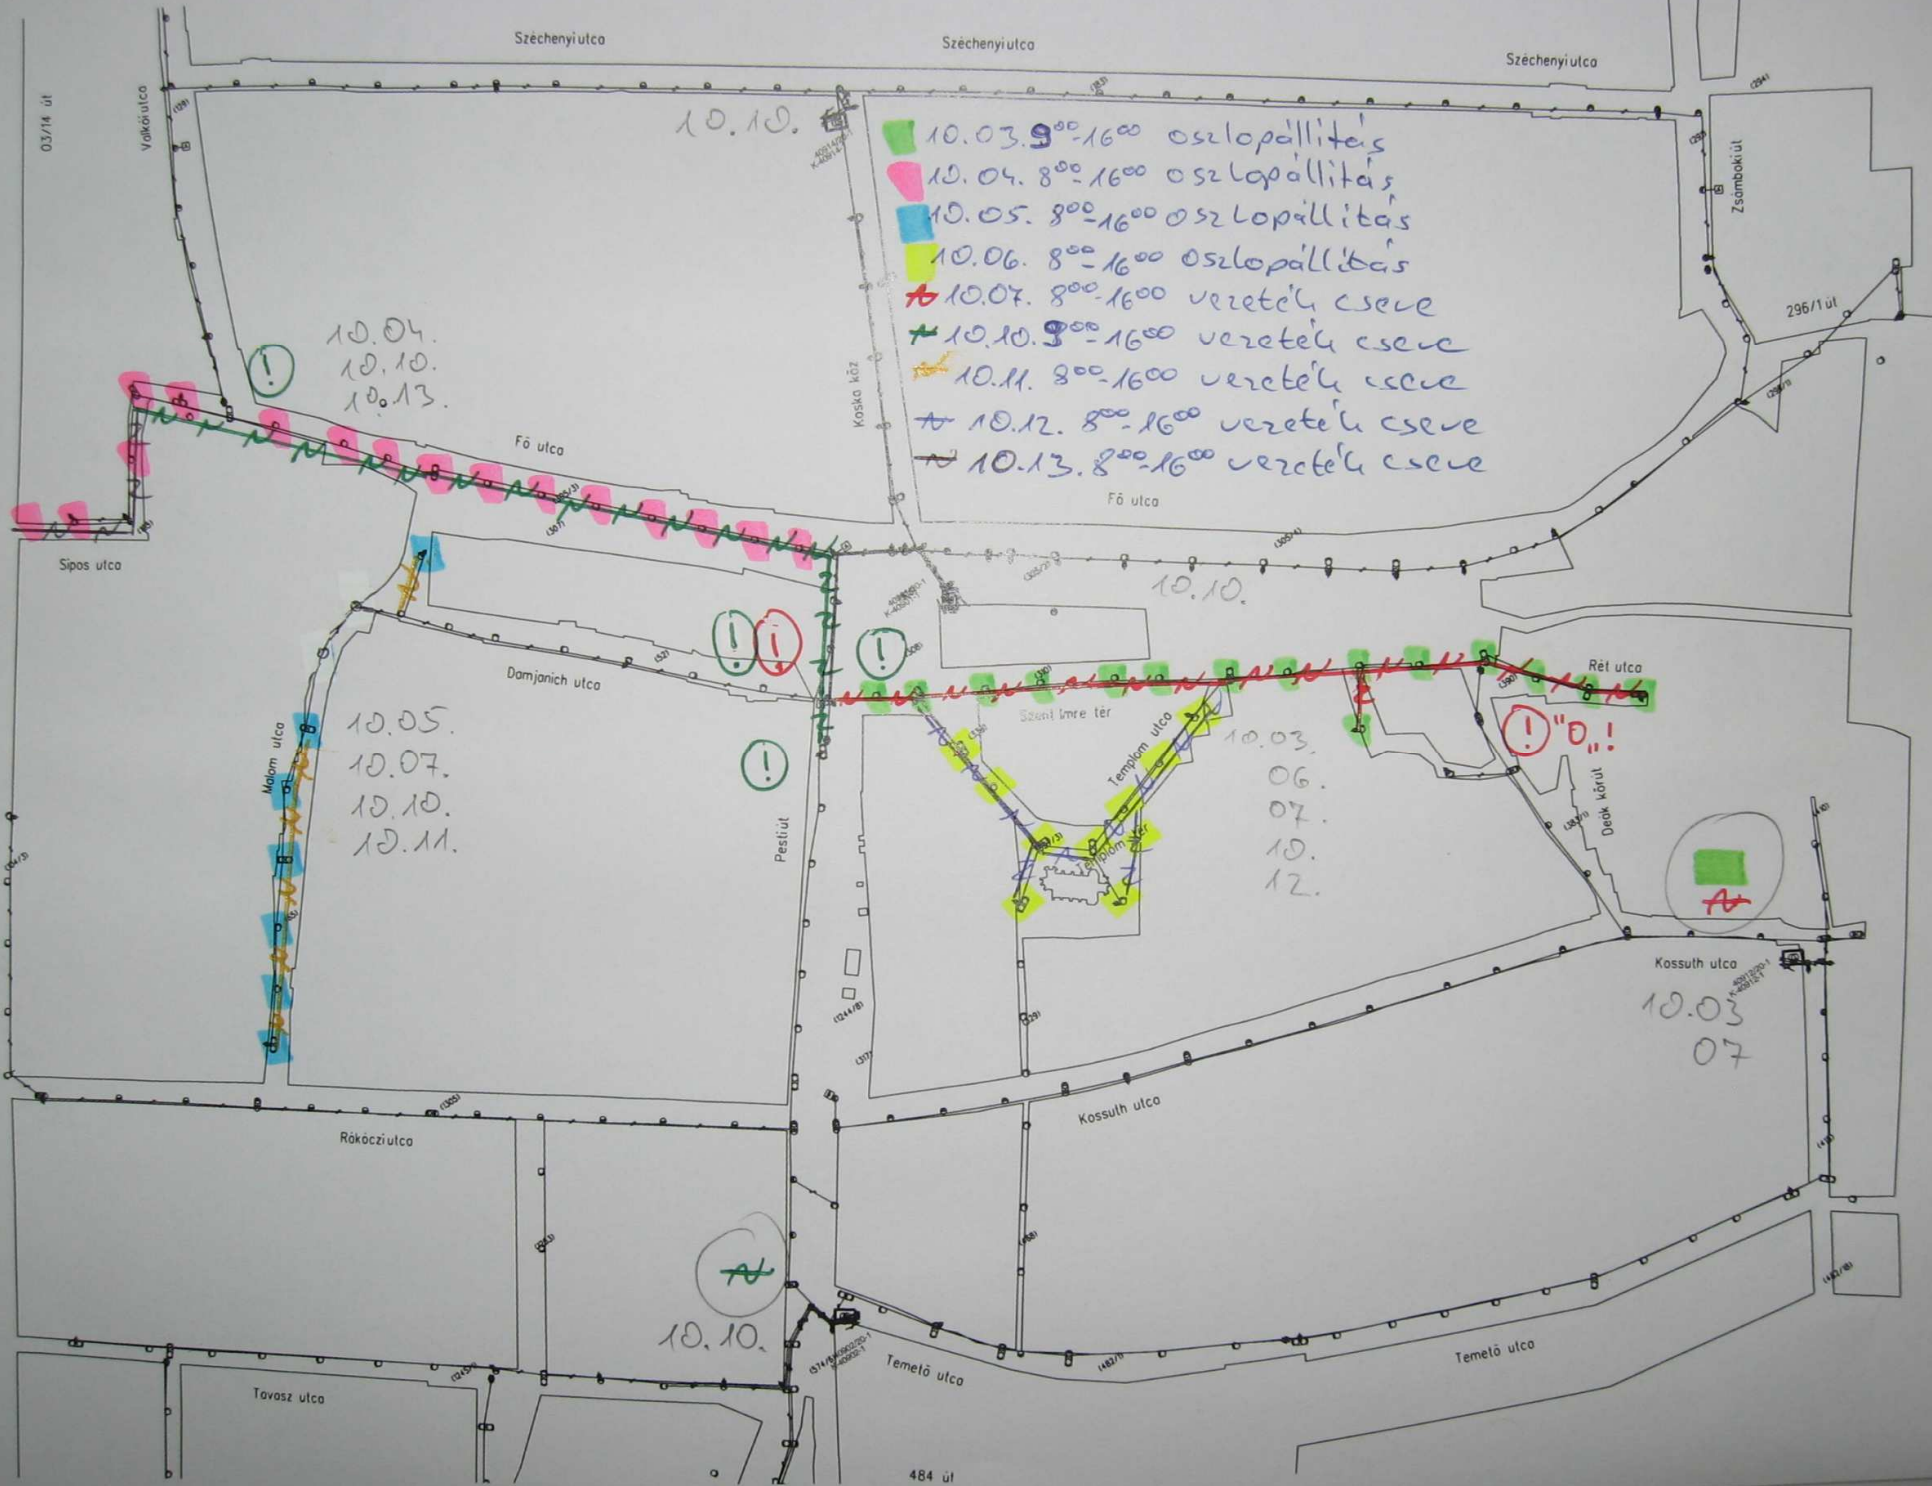 Széchenyi utca
Széchenyi utca
Széchenyi utca
03/14 út
Valkói utca
10.10.
10.03. 9⁰⁰-16⁰⁰ oszlopállitás
10.04. 8⁰⁰-16⁰⁰ oszlopállitás
10.05. 8⁰⁰-16⁰⁰ oszlopállitás
10.06. 8⁰⁰-16⁰⁰ oszlopállitás
10.07. 8⁰⁰-16⁰⁰ vezeték csere
10.10. 9⁰⁰-16⁰⁰ vezeték csere
10.11. 8⁰⁰-16⁰⁰ vezeték csere
10.12. 8⁰⁰-16⁰⁰ vezeték csere
10.13. 8⁰⁰-16⁰⁰ vezeték csere
Zsámboki út
296/1 út
10.04.
10.10.
10.13.
!
Koska köz
Fő utca
Fő utca
Sipos utca
10.10.
!
!
!
Damjanich utca
Szent Imre tér
Rét utca
! "0"!
Malom utca
10.05.
10.07.
10.10.
10.11.
!
Pesti út
Templom utca
Templom tér
10.03.
06.
07.
10.
12.
Deák körút
Kossuth utca
10.03
07
Kossuth utca
Rákóczi utca
10.10.
Temető utca
Temető utca
Tavasz utca
484 út